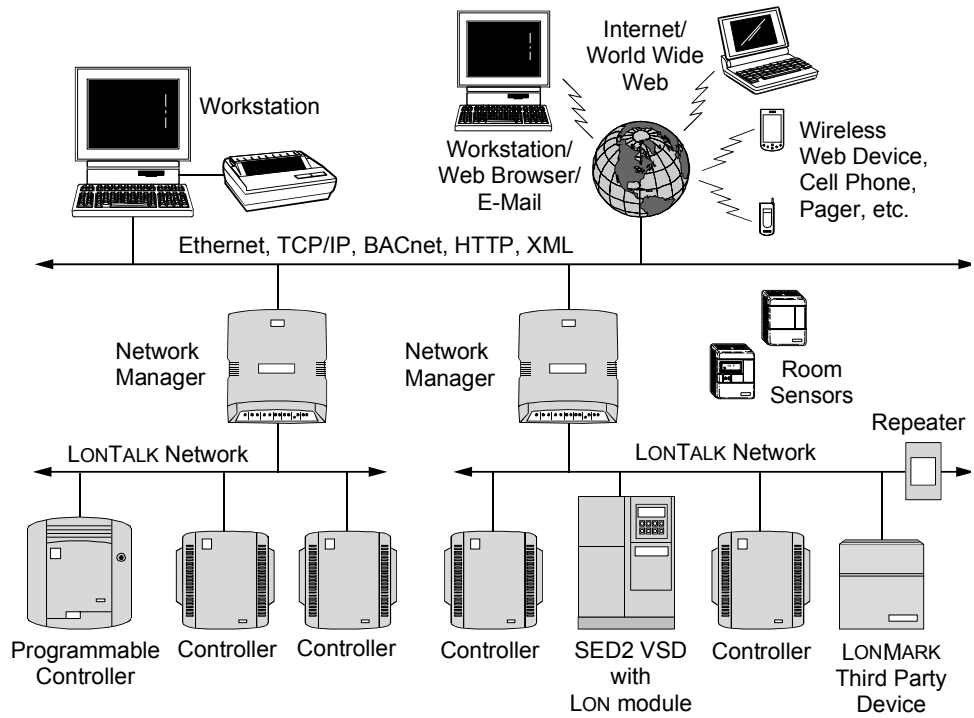 Workstation
Internet/
World Wide
Web
Workstation/
Web Browser/
E-Mail
Wireless
Web Device,
Cell Phone,
Pager, etc.
Ethernet, TCP/IP, BACnet, HTTP, XML
Network
Manager
Network
Manager
Room
Sensors
Repeater
LONTALK Network
LONTALK Network
Programmable
Controller
Controller
Controller
Controller
SED2 VSD
with
LON module
Controller
LONMARK
Third Party
Device